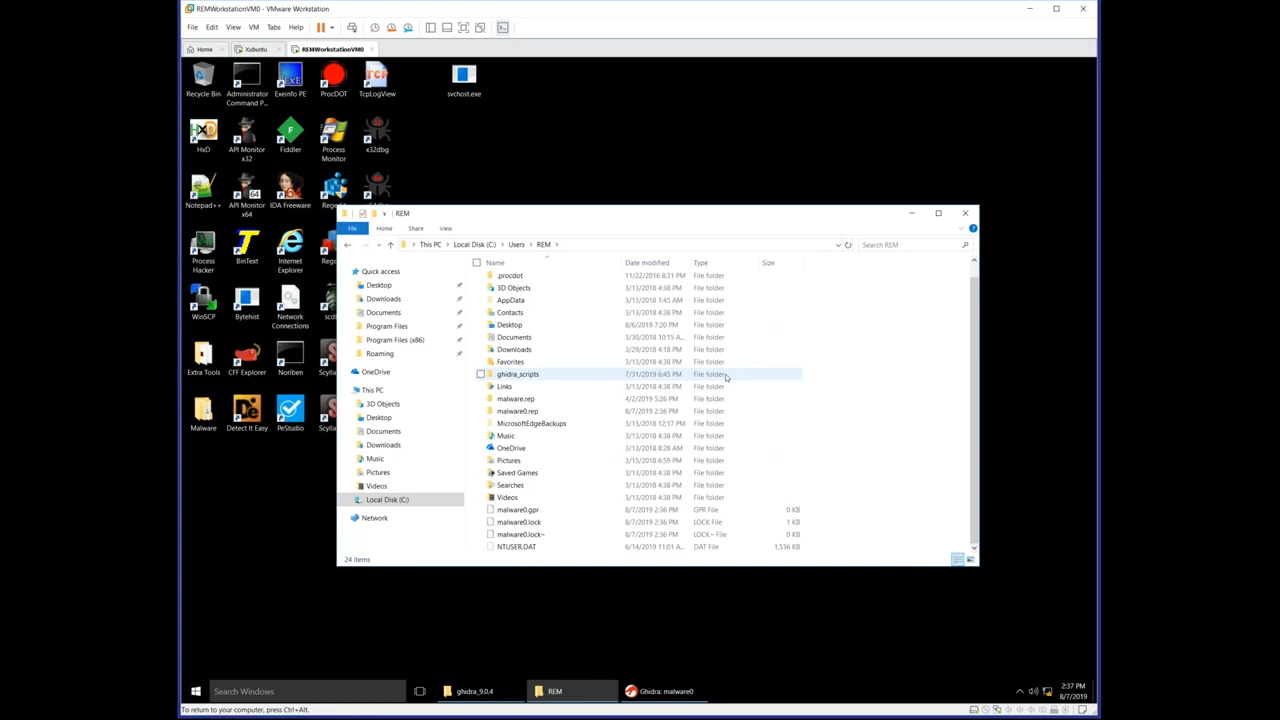 REMWorkstationVM0 - VMware Workstation
File Edit View VM Tabs Help
Home Xubuntu REMWorkstationVM0
Recycle Bin
Administrator Command P...
Exeinfo PE
ProcDOT
TcpLogView
svchost.exe
HxD
API Monitor x32
Fiddler
Process Monitor
x32dbg
Notepad++
API Monitor x64
IDA Freeware
Process Hacker
BinText
Internet Explorer
WinSCP
Bytehist
Network Connections
Extra Tools
CFF Explorer
Noriben
Malware
Detect It Easy
PeStudio
REM
File Home Share View
This PC > Local Disk (C:) > Users > REM >
Search REM
Quick access
Desktop
Downloads
Documents
Program Files
Program Files (x86)
Roaming
OneDrive
This PC
3D Objects
Desktop
Documents
Downloads
Music
Pictures
Videos
Local Disk (C:)
Network
Name Date modified Type Size
.procdot 11/22/2016 8:31 PM File folder
3D Objects 3/13/2018 4:38 PM File folder
AppData 3/13/2018 1:45 AM File folder
Contacts 3/13/2018 4:38 PM File folder
Desktop 8/6/2019 7:20 PM File folder
Documents 3/30/2018 10:15 A... File folder
Downloads 3/29/2018 4:18 PM File folder
Favorites 3/13/2018 4:38 PM File folder
ghidra_scripts 7/31/2019 6:45 PM File folder
Links 3/13/2018 4:38 PM File folder
malware.rep 4/2/2019 5:26 PM File folder
malware0.rep 8/7/2019 2:36 PM File folder
MicrosoftEdgeBackups 3/13/2018 12:17 PM File folder
Music 3/13/2018 4:38 PM File folder
OneDrive 3/13/2018 8:28 AM File folder
Pictures 3/15/2018 6:59 PM File folder
Saved Games 3/13/2018 4:38 PM File folder
Searches 3/13/2018 4:38 PM File folder
Videos 3/13/2018 4:38 PM File folder
malware0.gpr 8/7/2019 2:36 PM GPR File 0 KB
malware0.lock 8/7/2019 2:36 PM LOCK File 1 KB
malware0.lock~ 8/7/2019 2:36 PM LOCK~ File 0 KB
NTUSER.DAT 6/14/2019 11:01 A... DAT File 1,536 KB
24 items
Search Windows
ghidra_9.0.4
REM
Ghidra: malware0
2:37 PM
8/7/2019
To return to your computer, press Ctrl+Alt.